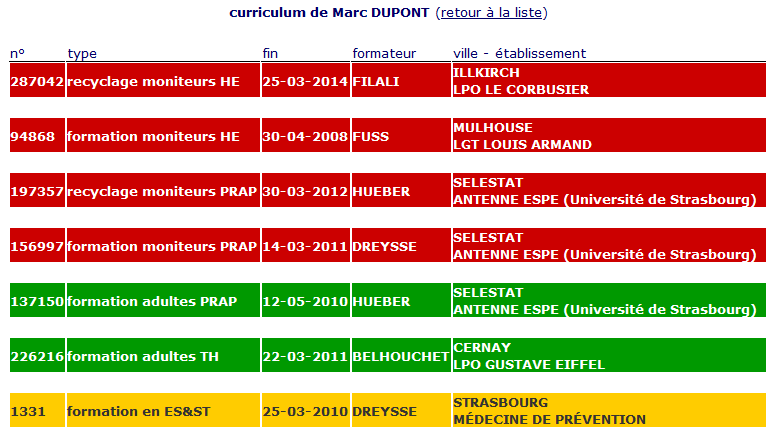 curriculum de Marc DUPONT (retour à la liste)
n° type fin formateur ville - établissement
287042 recyclage moniteurs HE 25-03-2014 FILALI ILLKIRCH
LPO LE CORBUSIER
94868 formation moniteurs HE 30-04-2008 FUSS MULHOUSE
LGT LOUIS ARMAND
197357 recyclage moniteurs PRAP 30-03-2012 HUEBER SELESTAT
ANTENNE ESPE (Université de Strasbourg)
156997 formation moniteurs PRAP 14-03-2011 DREYSSE SELESTAT
ANTENNE ESPE (Université de Strasbourg)
137150 formation adultes PRAP 12-05-2010 HUEBER SELESTAT
ANTENNE ESPE (Université de Strasbourg)
226216 formation adultes TH 22-03-2011 BELHOUCHET CERNAY
LPO GUSTAVE EIFFEL
1331 formation en ES&ST 25-03-2010 DREYSSE STRASBOURG
MÉDECINE DE PRÉVENTION